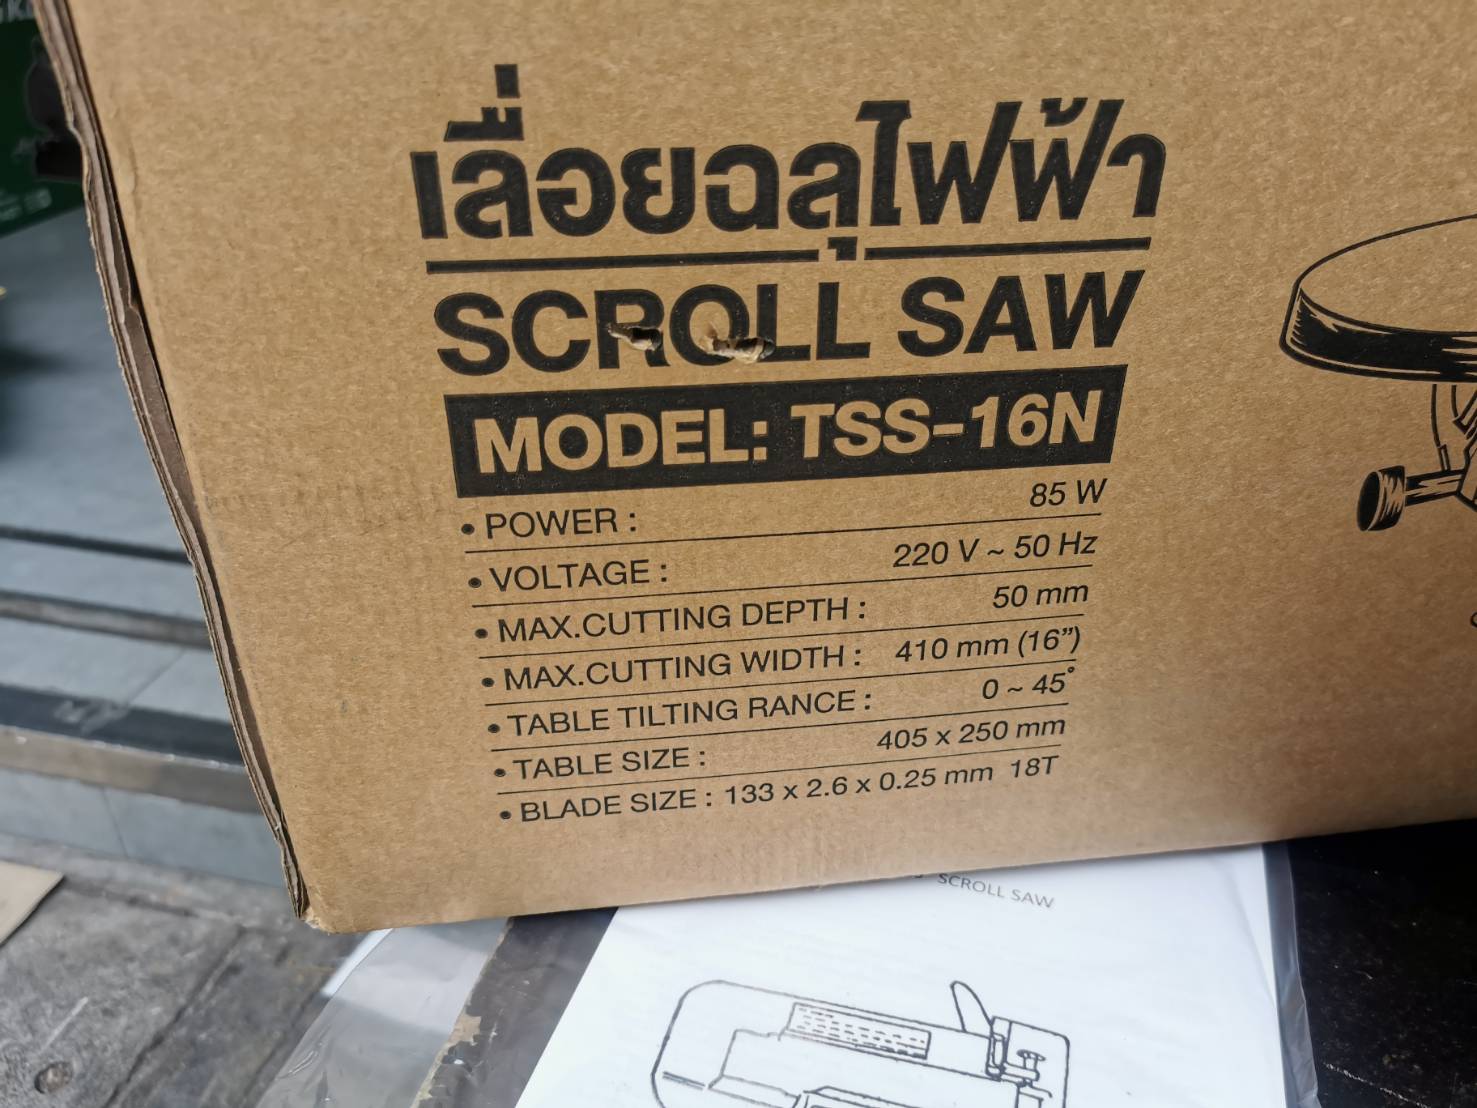 เลื่อยฉลุไฟฟ้า
SCROLL SAW
MODEL: TSS-16N
• POWER : 85 W
• VOLTAGE : 220 V ~ 50 Hz
• MAX.CUTTING DEPTH : 50 mm
• MAX.CUTTING WIDTH : 410 mm (16”)
• TABLE TILTING RANGE : 0 ~ 45°
• TABLE SIZE : 405 x 250 mm
• BLADE SIZE : 133 x 2.6 x 0.25 mm 18T
SCROLL SAW